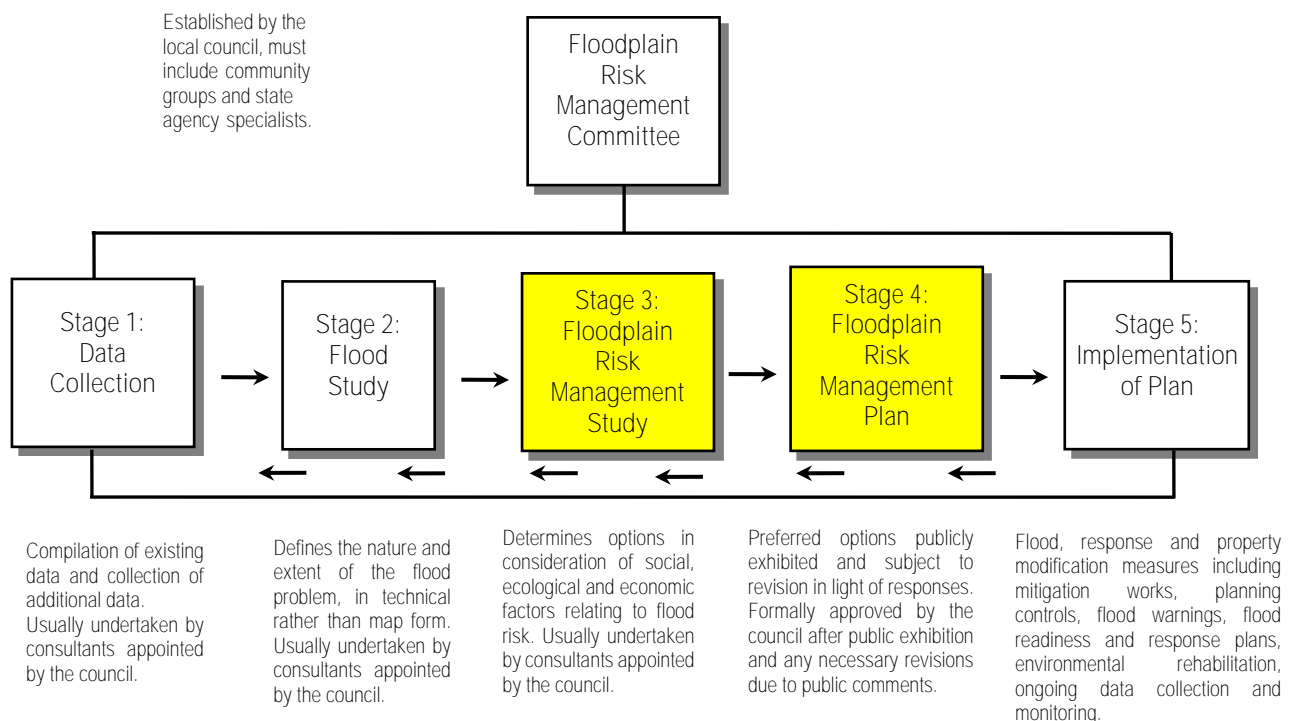 Established by the
local council, must
include community
groups and state
agency specialists.
Floodplain
Risk
Management
Committee
Stage 1:
Data
Collection
Stage 2:
Flood
Study
Stage 3:
Floodplain
Risk
Management
Study
Stage 4:
Floodplain
Risk
Management
Plan
Stage 5:
Implementation
of Plan
Compilation of existing
data and collection of
additional data.
Usually undertaken by
consultants appointed
by the council.
Defines the nature and
extent of the flood
problem, in technical
rather than map form.
Usually undertaken by
consultants appointed
by the council.
Determines options in
consideration of social,
ecological and economic
factors relating to flood
risk. Usually undertaken
by consultants appointed
by the council.
Preferred options publicly
exhibited and subject to
revision in light of responses.
Formally approved by the
council after public exhibition
and any necessary revisions
due to public comments.
Flood, response and property
modification measures including
mitigation works, planning
controls, flood warnings, flood
readiness and response plans,
environmental rehabilitation,
ongoing data collection and
monitoring.